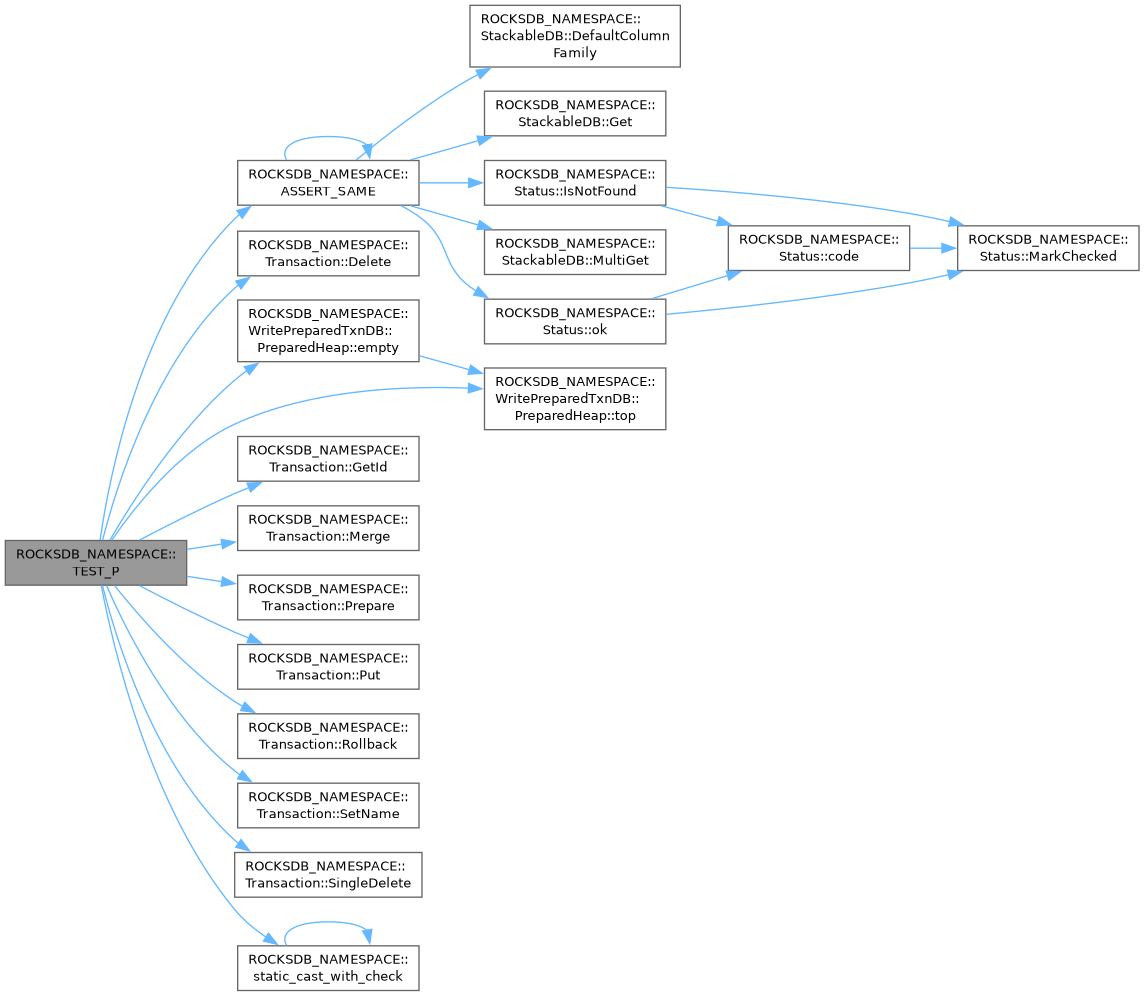 ROCKSDB_NAMESPACE::
StackableDB::DefaultColumn
Family
ROCKSDB_NAMESPACE::
StackableDB::Get
ROCKSDB_NAMESPACE::
ASSERT_SAME
ROCKSDB_NAMESPACE::
Status::IsNotFound
ROCKSDB_NAMESPACE::
Transaction::Delete
ROCKSDB_NAMESPACE::
StackableDB::MultiGet
ROCKSDB_NAMESPACE::
Status::code
ROCKSDB_NAMESPACE::
Status::MarkChecked
ROCKSDB_NAMESPACE::
WritePreparedTxnDB::
PreparedHeap::empty
ROCKSDB_NAMESPACE::
Status::ok
ROCKSDB_NAMESPACE::
WritePreparedTxnDB::
PreparedHeap::top
ROCKSDB_NAMESPACE::
Transaction::GetId
ROCKSDB_NAMESPACE::
Transaction::Merge
ROCKSDB_NAMESPACE::
TEST_P
ROCKSDB_NAMESPACE::
Transaction::Prepare
ROCKSDB_NAMESPACE::
Transaction::Put
ROCKSDB_NAMESPACE::
Transaction::Rollback
ROCKSDB_NAMESPACE::
Transaction::SetName
ROCKSDB_NAMESPACE::
Transaction::SingleDelete
ROCKSDB_NAMESPACE::
static_cast_with_check